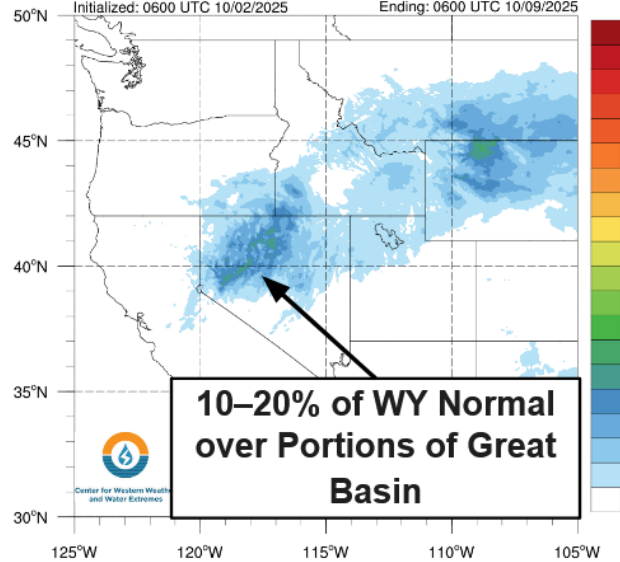 Initialized: 0600 UTC 10/02/2025 Ending: 0600 UTC 10/09/2025
50°N
45°N
40°N
35°N
30°N
10–20% of WY Normal
over Portions of Great
Basin
Center for Western Weath
and Water Extremes
125°W 120°W 115°W 110°W 105°W